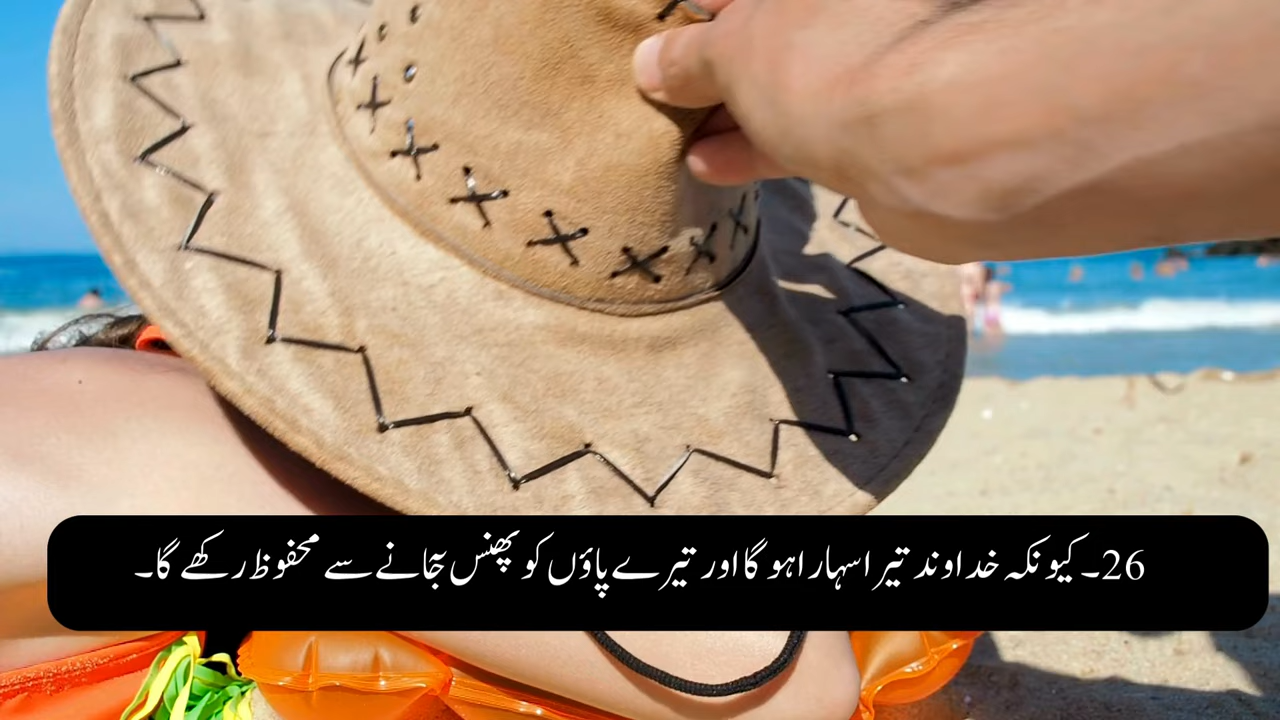 26۔کیونکہ خداوند تیرا سہارا ہو گا اور تیرے پاؤں کو پھنس جانے سے محفوظ رکھے گا۔